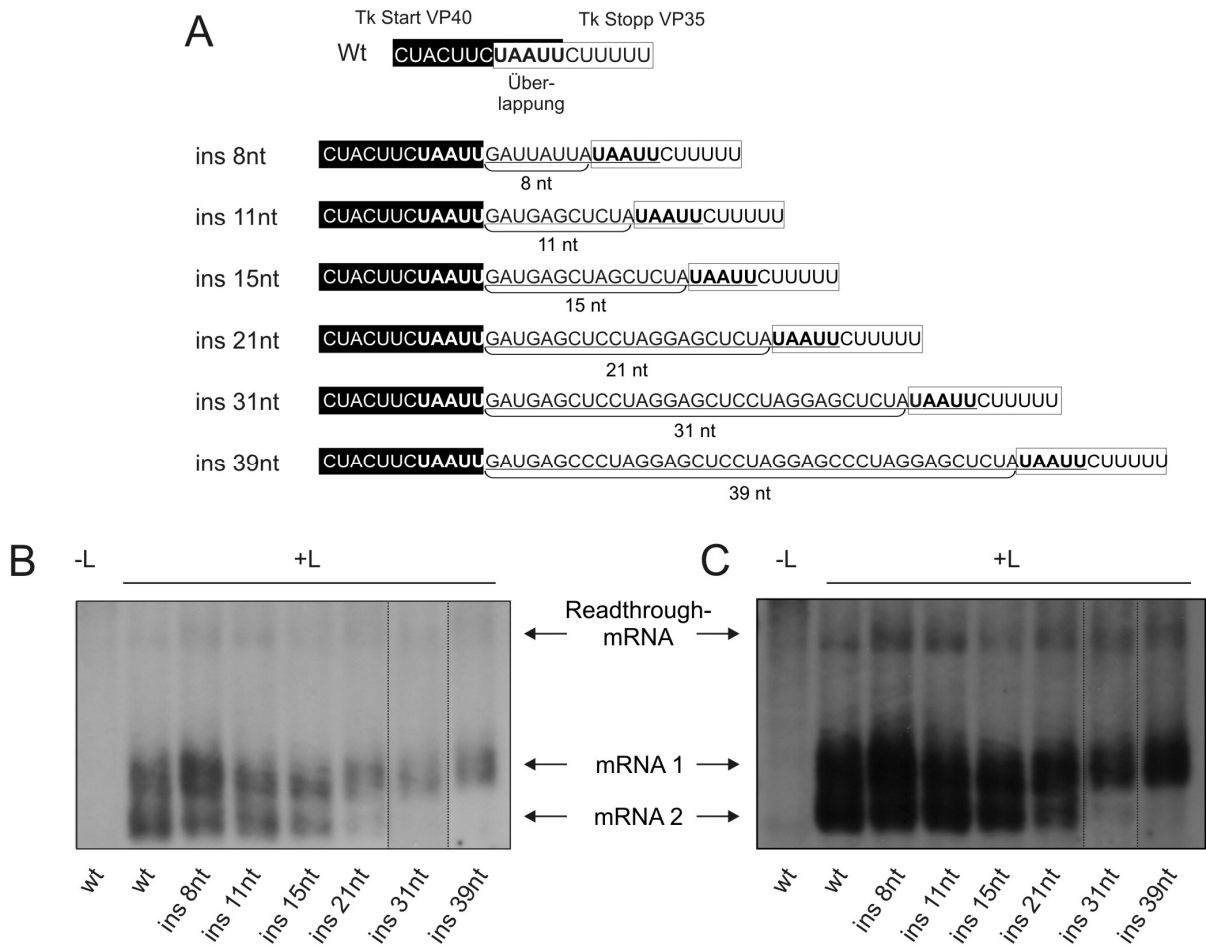 A
Tk Start VP40
Tk Stopp VP35
Wt CUACUUCUAAUUCUUUUU
Über-
lappung
ins 8nt CUACUUCUAAUUGAUUAUUAUAAUUCUUUUU
8 nt
ins 11nt CUACUUCUAAUUGAUGAGCUCUAUAAUUCUUUUU
11 nt
ins 15nt CUACUUCUAAUUGAUGAGCUAGCUCUAUAAUUCUUUUU
15 nt
ins 21nt CUACUUCUAAUUGAUGAGCUCCUAGGAGCUCUAUAAUUCUUUUU
21 nt
ins 31nt CUACUUCUAAUUGAUGAGCUCCUAGGAGCUCCUAGGAGCUCUAUAAUUCUUUUU
31 nt
ins 39nt CUACUUCUAAUUGAUGAGCCCUAGGAGCUCCUAGGAGCCCUAGGAGCUCUAUAAUUCUUUUU
39 nt
B
-L
+L
wt
wt
ins 8nt
ins 11nt
ins 15nt
ins 21nt
ins 31nt
ins 39nt
Readthrough-
mRNA
mRNA 1
mRNA 2
C
-L
+L
wt
wt
ins 8nt
ins 11nt
ins 15nt
ins 21nt
ins 31nt
ins 39nt